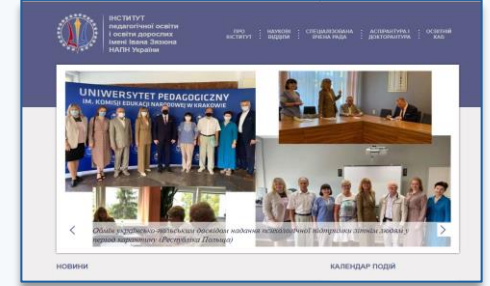 ІНСТИТУТ
педагогічної освіти
і освіти дорослих
імені Івана Зязюна
НАПН України
ПРО
ІНСТИТУТ
НАУКОВІ
ВІДДІЛИ
СПЕЦІАЛІЗОВАНА
ВЧЕНА РАДА
АСПІРАНТУРА І
ДОКТОРАНТУРА
ОСВІТНІЙ
ХАБ
UNIWERSYTET PEDAGOGICZNY
IM. KOMISJI EDUKACJI NARODOWEJ W KRAKOWIE
Обмін українсько-польським досвідом надання психологічної підтримки літнім людям у
період карантину (Республіка Польща)
НОВИНИ
КАЛЕНДАР ПОДІЙ